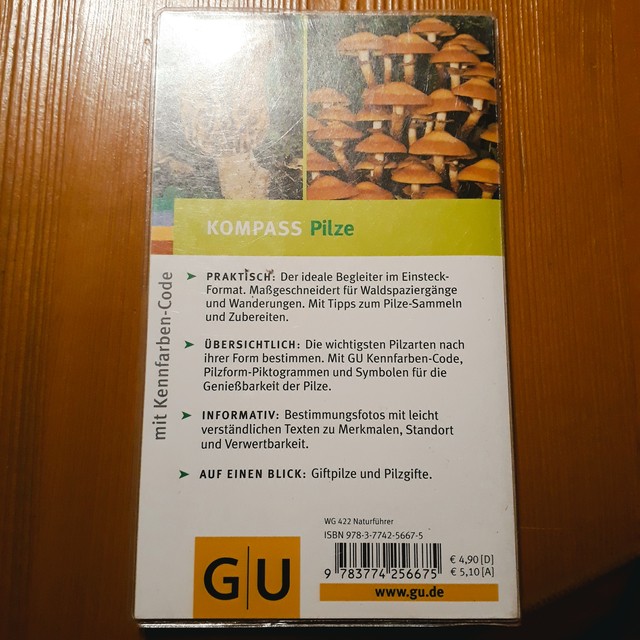 KOMPASS Pilze
mit Kennfarben-Code
PRAKTISCH: Der ideale Begleiter im Einsteck-
Format. Maßgeschneidert für Waldspaziergänge
und Wanderungen. Mit Tipps zum Pilze-Sammeln
und Zubereiten.
ÜBERSICHTLICH: Die wichtigsten Pilzarten nach
ihrer Form bestimmen. Mit GU Kennfarben-Code,
Pilzform-Piktogrammen und Symbolen für die
Genießbarkeit der Pilze.
INFORMATIV: Bestimmungsfotos mit leicht
verständlichen Texten zu Merkmalen, Standort
und Verwertbarkeit.
AUF EINEN BLICK: Giftpilze und Pilzgifte.
WG 422 Naturführer
ISBN 978-3-7742-5667-5
9 783774 256675
€ 4,90 [D]
€ 5,10 [A]
www.gu.de
G|U